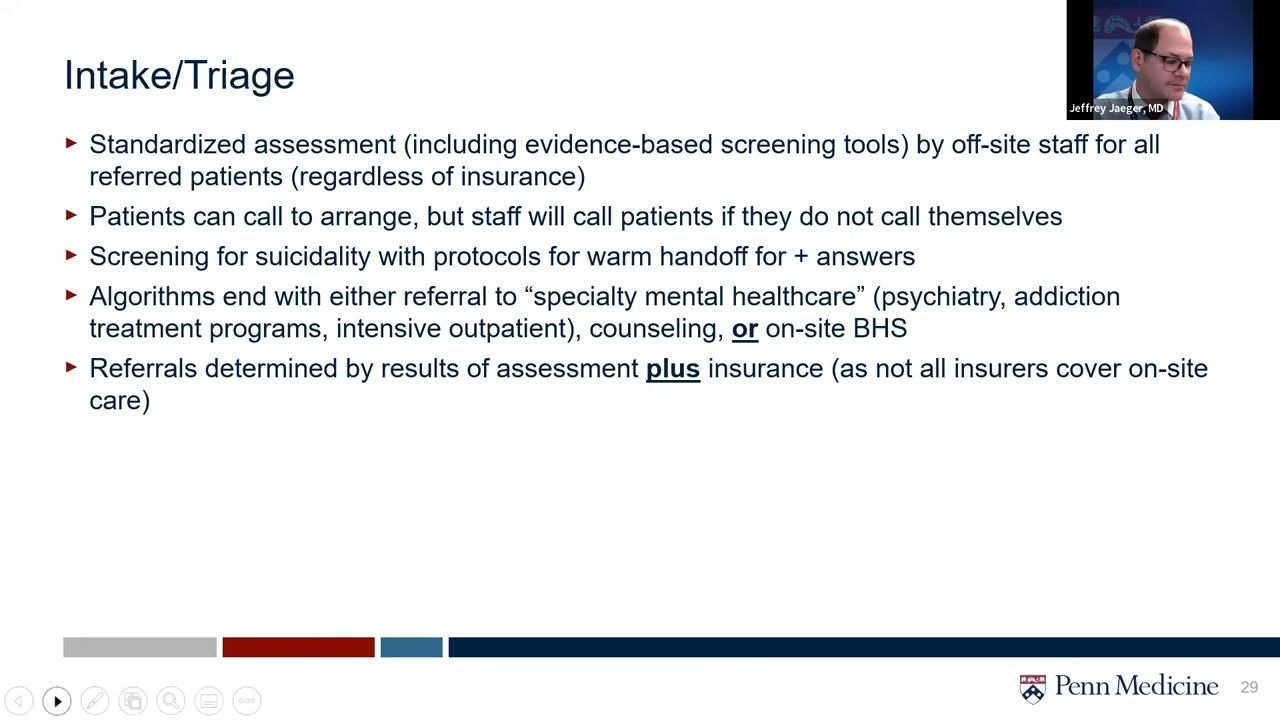 Jeffrey Jaeger, MD
Intake/Triage
Standardized assessment (including evidence-based screening tools) by off-site staff for all
referred patients (regardless of insurance)
Patients can call to arrange, but staff will call patients if they do not call themselves
Screening for suicidality with protocols for warm handoff for + answers
Algorithms end with either referral to “specialty mental healthcare” (psychiatry, addiction
treatment programs, intensive outpatient), counseling, or on-site BHS
Referrals determined by results of assessment plus insurance (as not all insurers cover on-site
care)
Penn Medicine
29